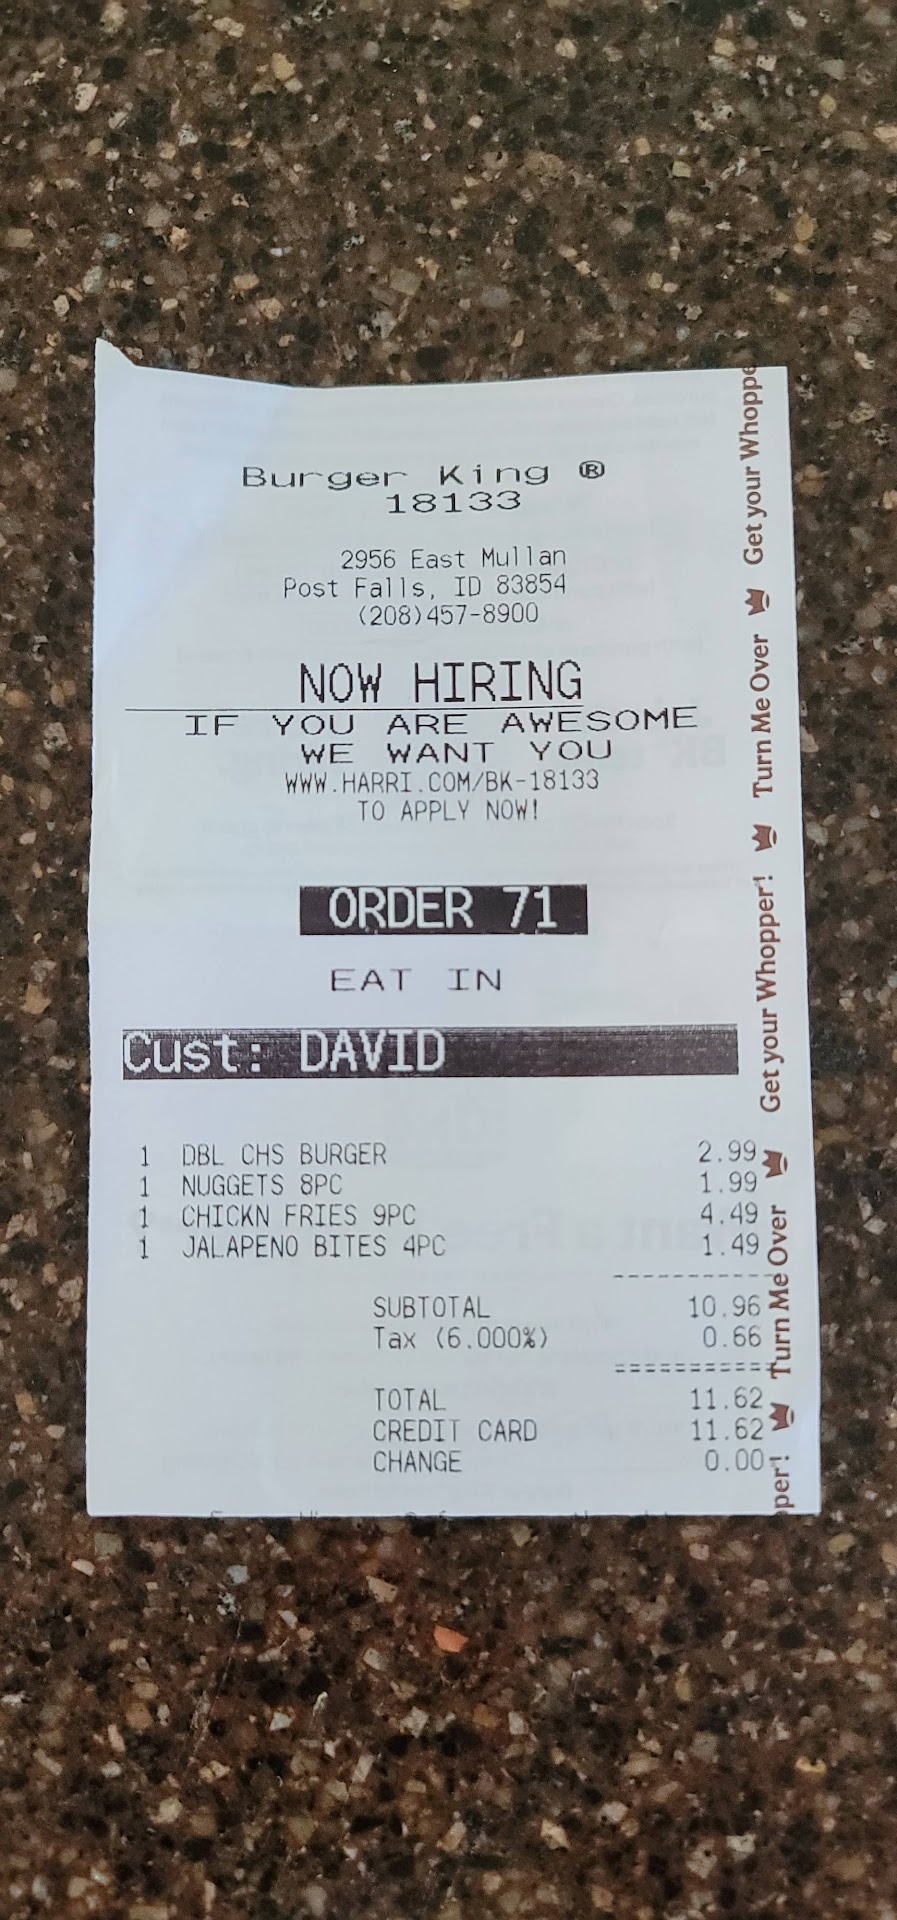 Burger King ®
18133
2956 East Mullan
Post Falls, ID 83854
(208)457-8900
NOW HIRING
IF YOU ARE AWESOME
WE WANT YOU
WWW.HARRI.COM/BK-18133
TO APPLY NOW!
ORDER 71
EAT IN
Cust: DAVID
1 DBL CHS BURGER 2.99
1 NUGGETS 8PC 1.99
1 CHICKN FRIES 9PC 4.49
1 JALAPENO BITES 4PC 1.49
--------------
SUBTOTAL 10.96
Tax (6.000%) 0.66
==============
TOTAL 11.62
CREDIT CARD 11.62
CHANGE 0.00
per! Turn Me Over Get your Whopper! Turn Me Over Get your Whoppe